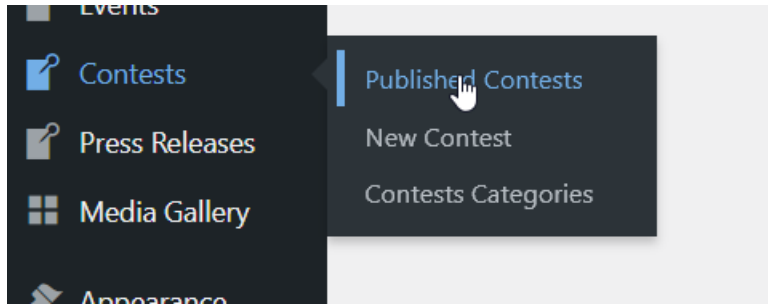 Events
Contests
Press Releases
Media Gallery
Appearance
Published Contests
New Contest
Contests Categories